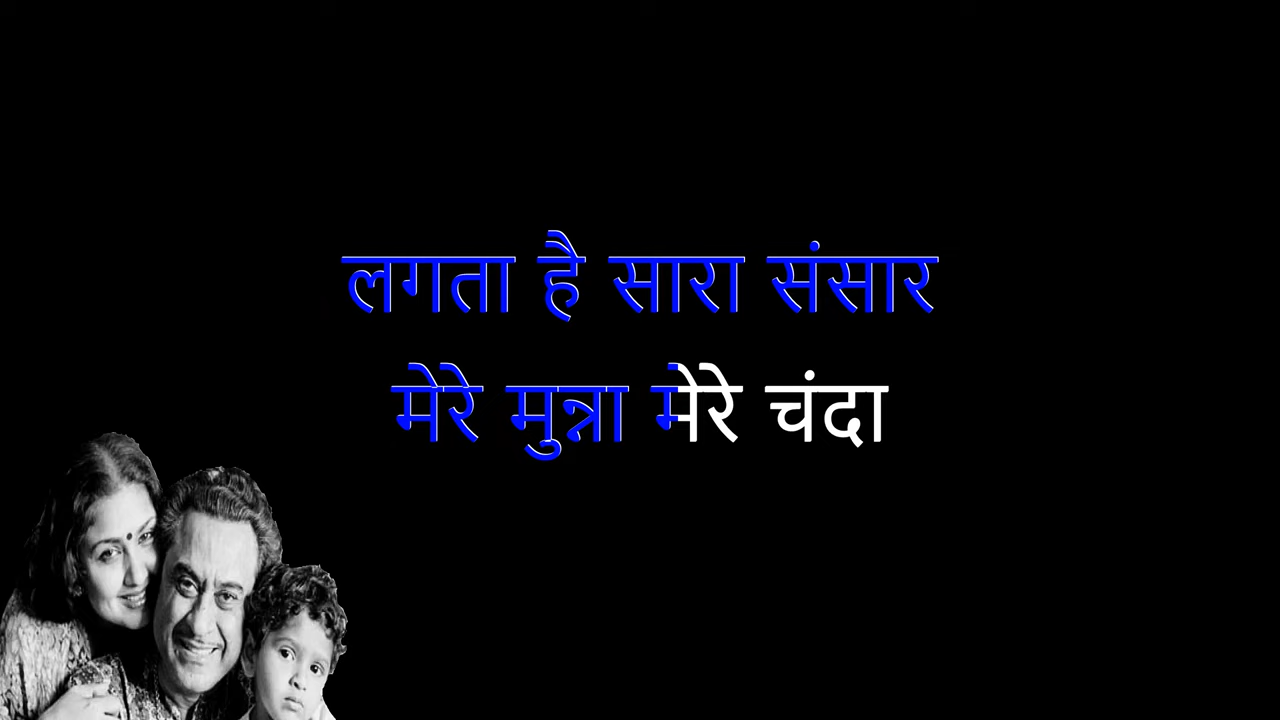 लगता है सारा संसार
मेरे मुन्ना मेरे चंदा